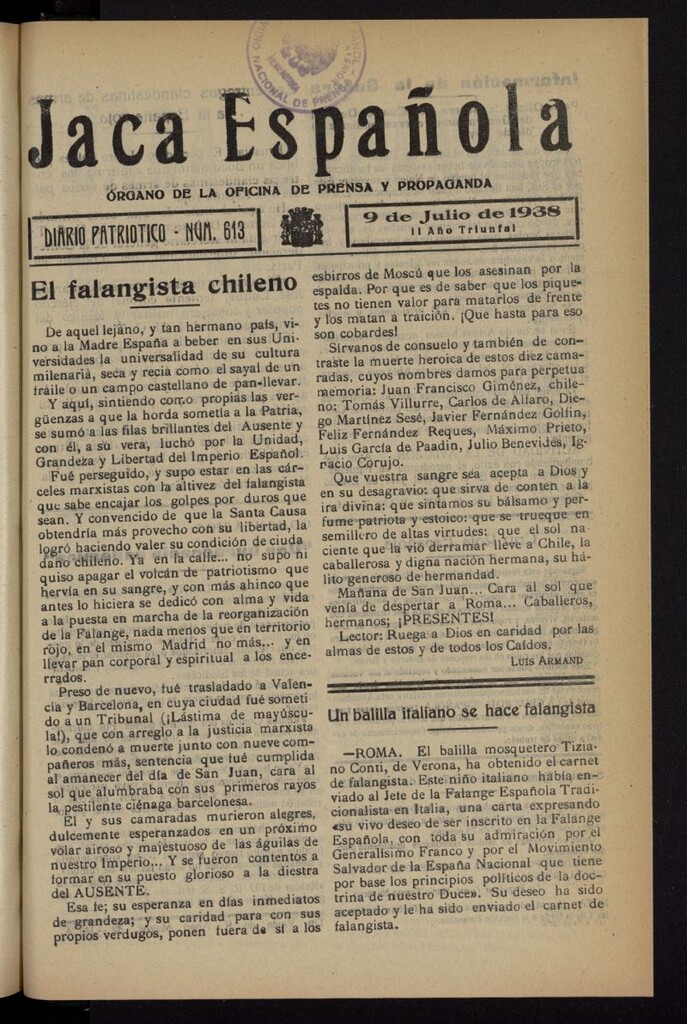 NACIONAL DE PRENSA
Jaca Española
ÓRGANO DE LA OFICINA DE PRENSA Y PROPAGANDA
DIARIO PATRIOTICO - NÚM. 613
9 de Julio de 1938
II Año Triunfal
El falangista chileno
De aquel lejano, y tan hermano país, vi-
no a la Madre España a beber en sus Uni-
versidades la universalidad de su cultura
milenaria, seca y recia como el sayal de un
fraile o un campo castellano de pan-llevar.
Y aquí, sintiendo como propias las ver-
güenzas a que la horda sometía a la Patria,
se sumó a las filas brillantes del Ausente y
con él, a su vera, luchó por la Unidad,
Grandeza y Libertad del Imperio Español.
Fué perseguido, y supo estar en las cár-
celes marxistas con la altivez del falangista
que sabe encajar los golpes por duros que
sean. Y convencido de que la Santa Causa
obtendría más provecho con su libertad, la
logró haciendo valer su condición de ciuda
dano chileno. Ya en la calle... no supo ni
quiso apagar el volcán de patriotismo que
hervía en su sangre, y con más ahinco que
antes lo hiciera se dedicó con alma y vida
a la puesta en marcha de la reorganización
de la Falange, nada menos que en territorio
rojo, en el mismo Madrid no más... y en
llevar pan corporal y espiritual a los ence-
rrados.
Preso de nuevo, fué trasladado a Valen-
cia y Barcelona, en cuya ciudad fué someti
do a un Tribunal (¡Lástima de mayúscu-
la!), que con arreglo a la justicia marxista
lo condenó a muerte junto con nueve com-
pañeros más, sentencia que fué cumplida
al amanecer del día de San Juan, cara al
sol que alumbraba con sus primeros rayos
la pestilente ciénaga barcelonesa.
El y sus camaradas murieron alegres,
dulcemente esperanzados en un próximo
volar airoso y majestuoso de las águilas de
nuestro Imperio... Y se fueron contentos a
formar en su puesto glorioso a la diestra
del AUSENTE.
Esa fe; su esperanza en días inmediatos
de grandeza; y su caridad para con sus
propios verdugos, ponen fuera de sí a los
esbirros de Moscú que los asesinan por la
espalda. Por que es de saber que los pique-
tes no tienen valor para matarlos de frente
y los matan a traición. ¡Que hasta para eso
son cobardes!
Sírvanos de consuelo y también de con-
traste la muerte heroica de estos diez cama-
radas, cuyos nombres damos para perpetua
memoria: Juan Francisco Giménez, chile-
no; Tomás Villurre, Carlos de Alfaro, Die-
go Martínez Sesé, Javier Fernández Golfin,
Feliz Fernández Reques, Máximo Prieto,
Luis García de Paadin, Julio Benevides, Ig-
nacio Corujo.
Que vuestra sangre sea acepta a Dios y
en su desagravio: que sirva de conten a la
ira divina: que sintamos su bálsamo y per-
fume patriota y estoico: que se trueque en
semillero de altas virtudes: que el sol na-
ciente que la vió derramar lleve a Chile, la
caballerosa y digna nación hermana, su há-
lito generoso de hermandad.
Mañana de San Juan... Cara al sol que
venía de despertar a Roma... Caballeros,
hermanos; ¡PRESENTES!
Lector: Ruega a Dios en caridad por las
almas de estos y de todos los Caídos.
LUIS ARMAND
Un balilla italiano se hace falangista
—ROMA. El balilla mosquetero Tizia-
no Conti, de Verona, ha obtenido el carnet
de falangista. Este niño italiano había en-
viado al Jefe de la Falange Española Tradi-
cionalista en Italia, una carta expresando
«su vivo deseo de ser inscrito en la Falange
Española, con toda su admiración por el
Generalísimo Franco y por el Movimiento
Salvador de la España Nacional que tiene
por base los principios políticos de la doc-
trina de nuestro Duce». Su deseo ha sido
aceptado y le ha sido enviado el carnet de
falangista.